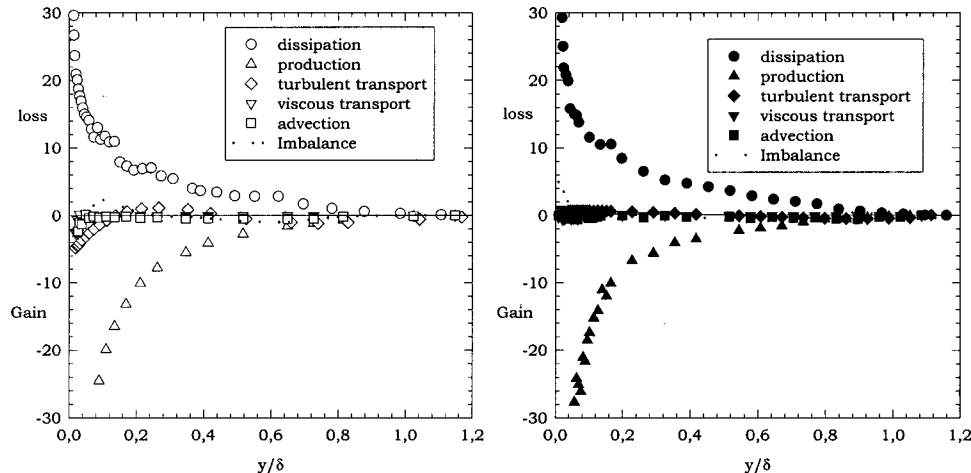 30
20
loss
10
0
-10
Gain
-20
-30
0,0 0,2 0,4 0,6 0,8 1,0 1,2
y/δ
dissipation
production
turbulent transport
viscous transport
advection
Imbalance
30
20
loss
10
0
-10
Gain
-20
-30
0,0 0,2 0,4 0,6 0,8 1,0 1,2
y/δ
dissipation
production
turbulent transport
viscous transport
advection
Imbalance